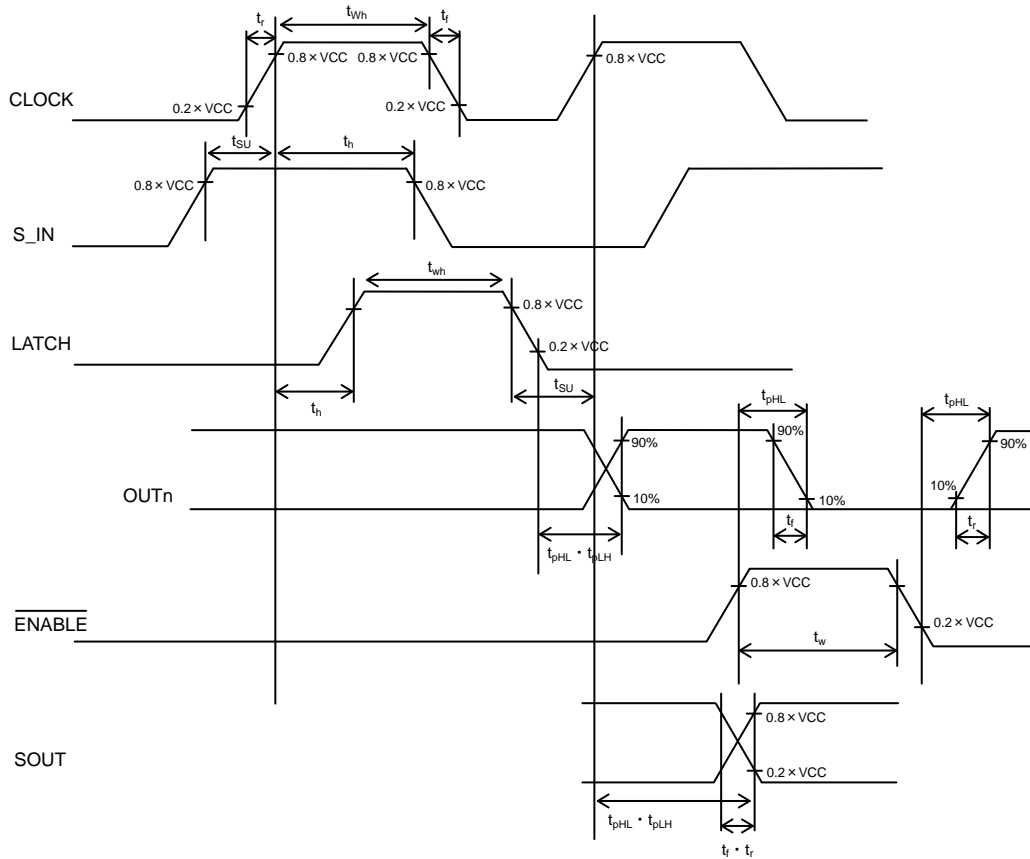 tr tWh tf
0.8×VCC 0.8×VCC 0.8×VCC
CLOCK 0.2×VCC 0.2×VCC
tSU th
0.8×VCC 0.8×VCC
S_IN
twh
0.8×VCC
LATCH 0.2×VCC
th tSU
tpHL tpHL
90% 90% 90%
OUTn 10% 10% 10%
tf tr
tpHL・tpLH
ENABLE 0.8×VCC
0.2×VCC
tw
0.8×VCC
SOUT 0.2×VCC
tpHL・tpLH
tf・tr